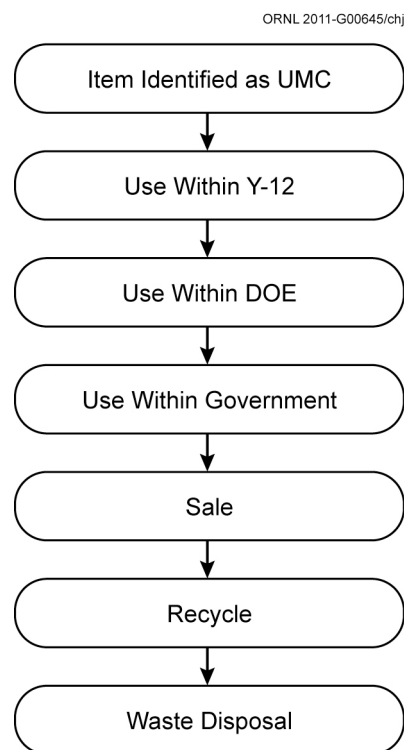 ORNL 2011-G00645/chj
Item Identified as UMC
Use Within Y-12
Use Within DOE
Use Within Government
Sale
Recycle
Waste Disposal